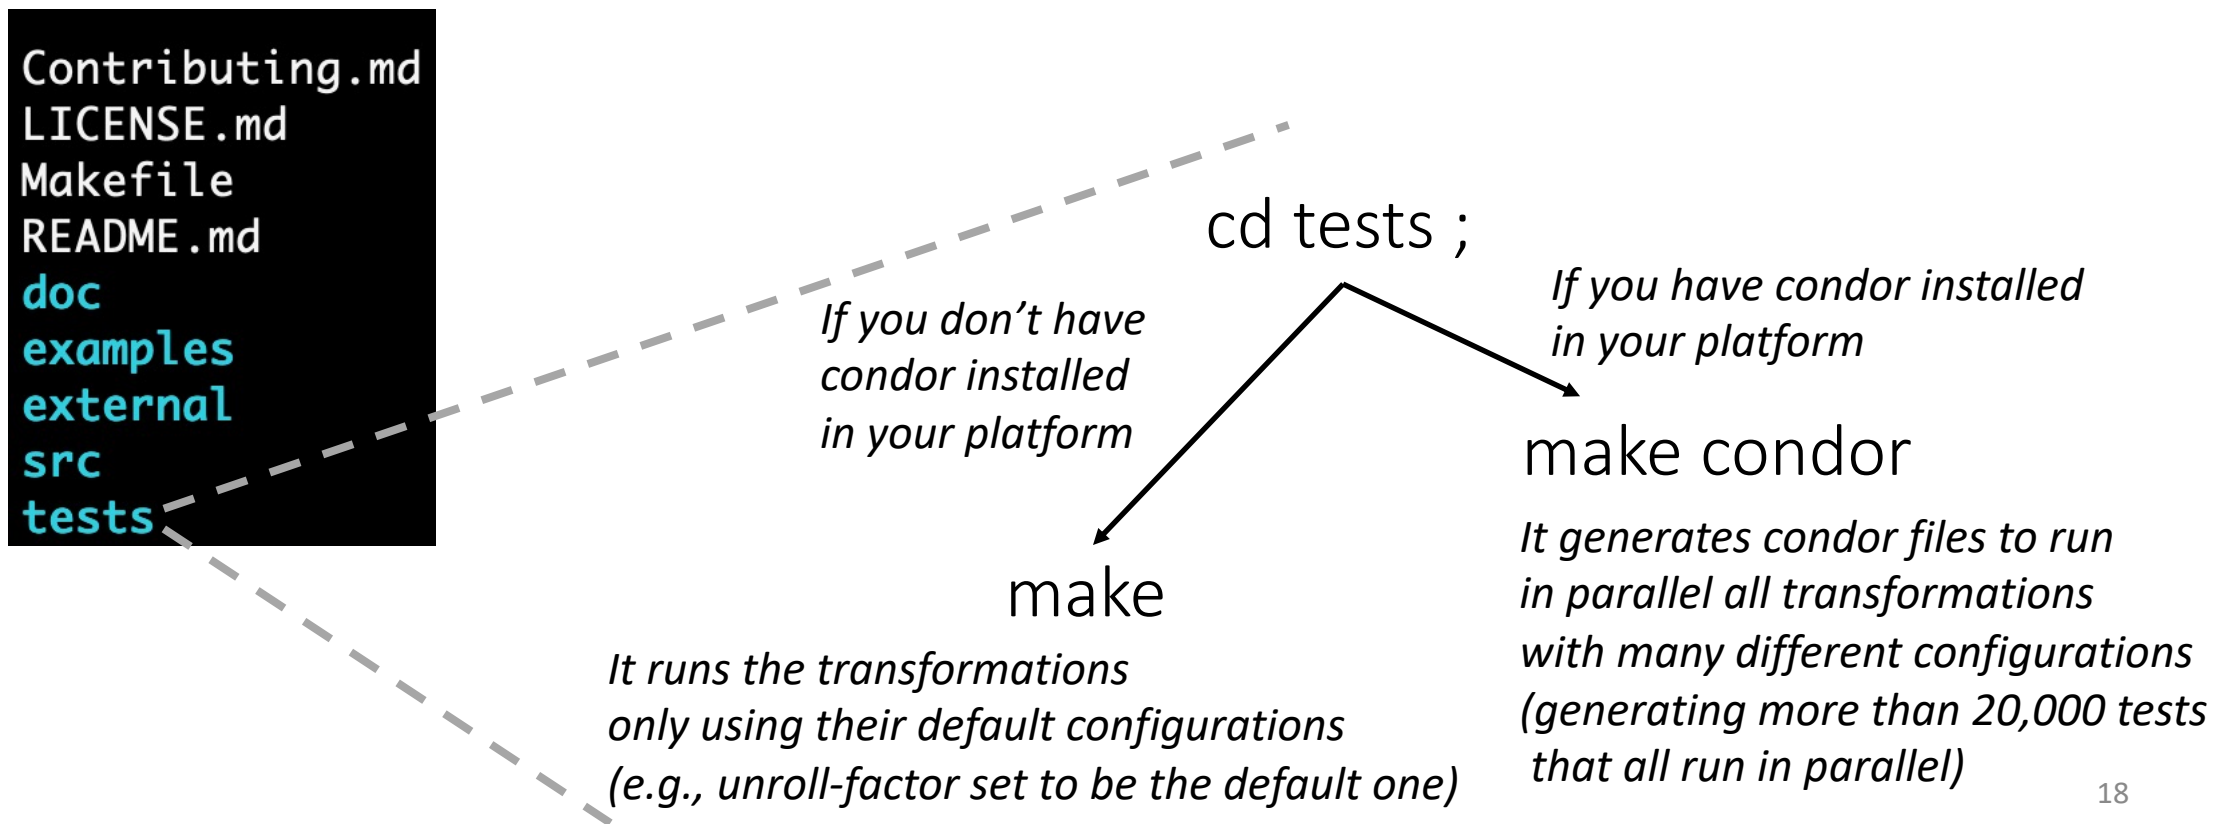 Contributing.md
LICENSE.md
Makefile
README.md
doc
examples
external
src
tests
cd tests ;
If you don’t have
condor installed
in your platform
If you have condor installed
in your platform
make
It runs the transformations
only using their default configurations
(e.g., unroll-factor set to be the default one)
make condor
It generates condor files to run
in parallel all transformations
with many different configurations
(generating more than 20,000 tests
that all run in parallel)
18